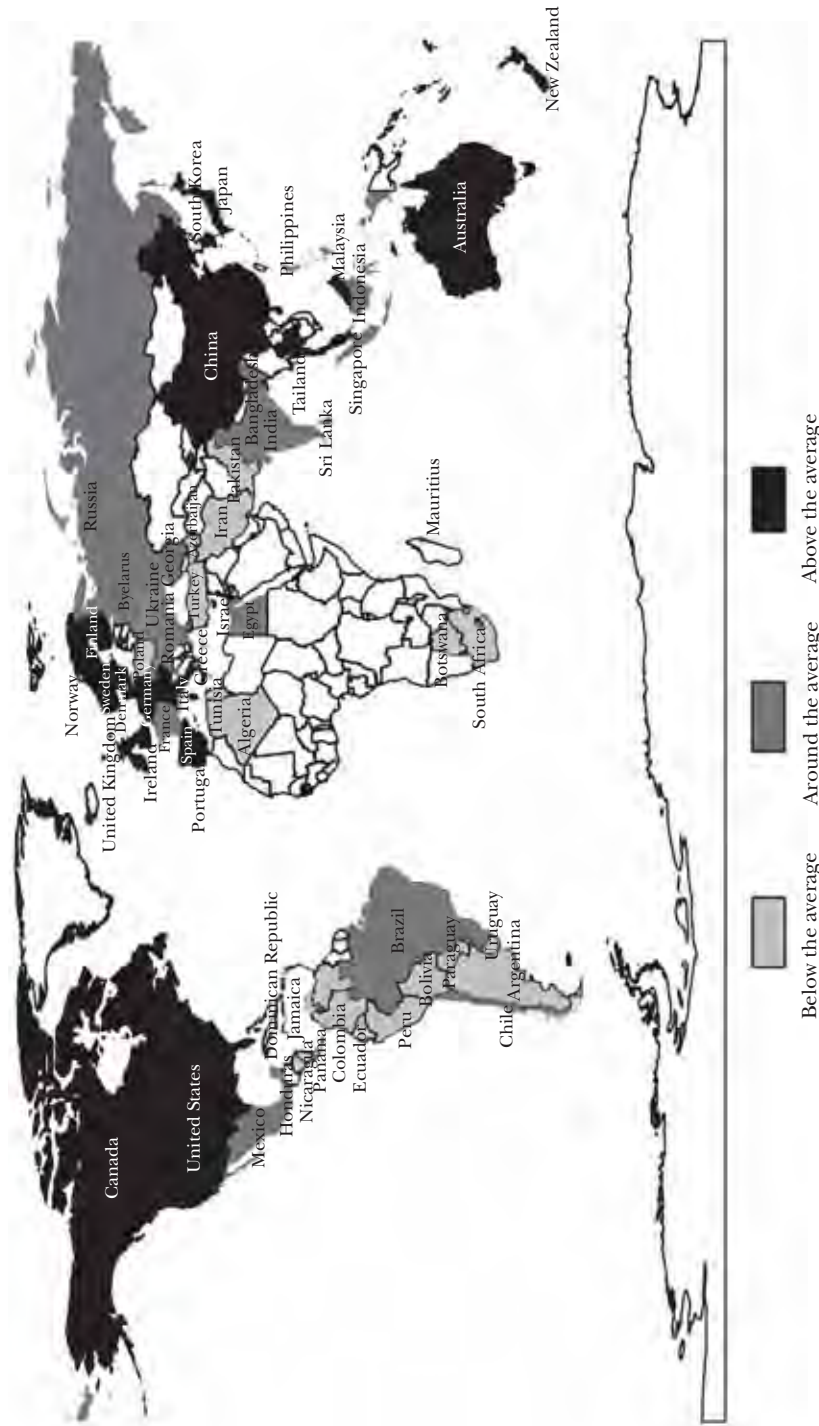 Canada
United States
Mexico
Honduras
Nicaragua
Panama
Dominican Republic
Jamaica
Colombia
Ecuador
Peru
Brazil
Bolivia
Paraguay
Uruguay
Chile
Argentina
Norway
Sweden
Finland
Denmark
United Kingdom
Ireland
Germany
Poland
Byelarus
Russia
France
Ukraine
Romania
Georgia
Spain
Italy
Greece
Turkey
Azerbaijan
Portugal
Tunisia
Algeria
Israel
Egypt
Iran
Pakistan
Bangladesh
India
Sri Lanka
China
South Korea
Japan
Tailand
Philippines
Malaysia
Singapore
Indonesia
Australia
New Zealand
Botswana
South Africa
Mauritius
Below the average
Around the average
Above the average